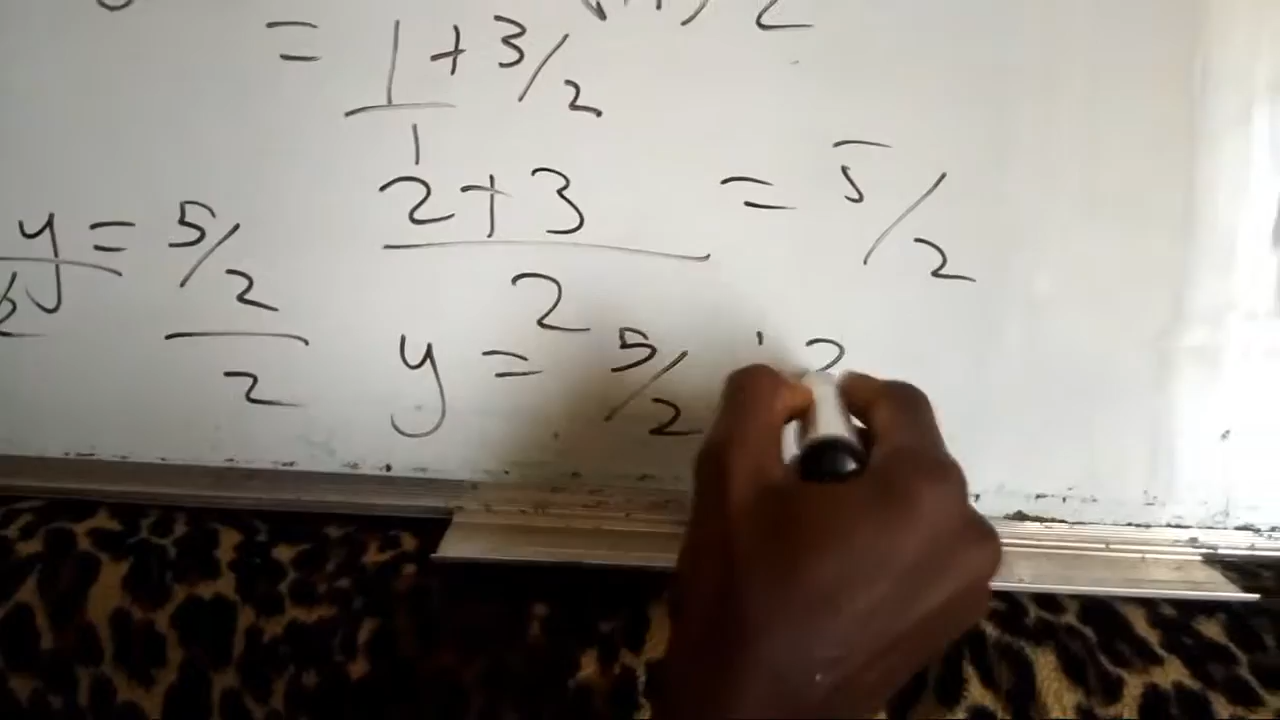 = 1 + 3/2
1
2 + 3 = 5/2
2
y = 5/2
2
y = 5/2